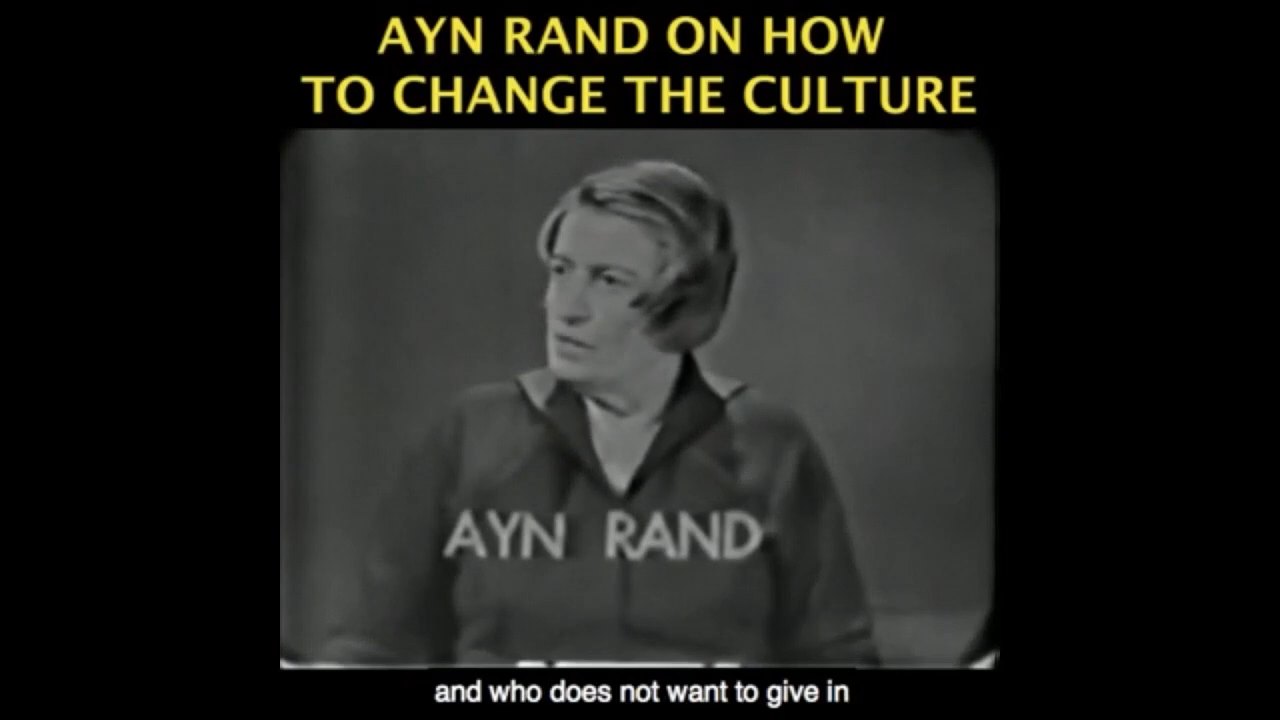 AYN RAND ON HOW
TO CHANGE THE CULTURE
AYN RAND
and who does not want to give in